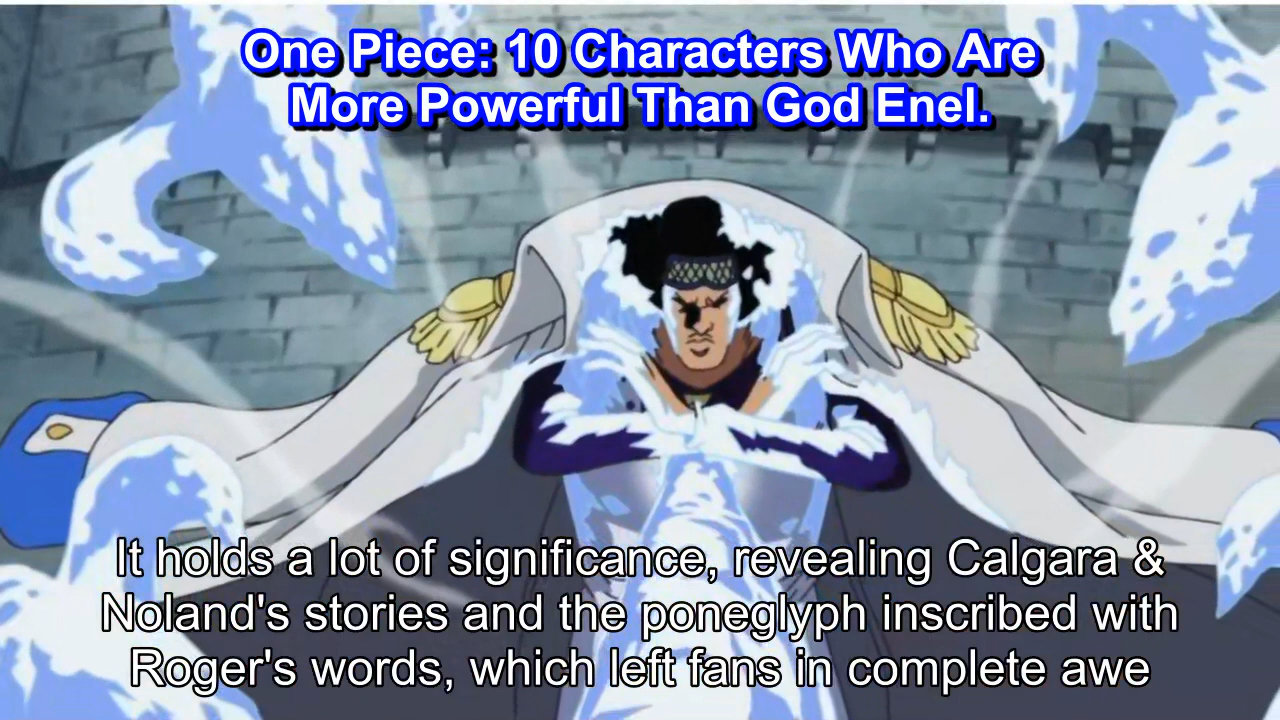 One Piece: 10 Characters Who Are
More Powerful Than God Enel.
It holds a lot of significance, revealing Calgara &
Noland's stories and the poneglyph inscribed with
Roger's words, which left fans in complete awe